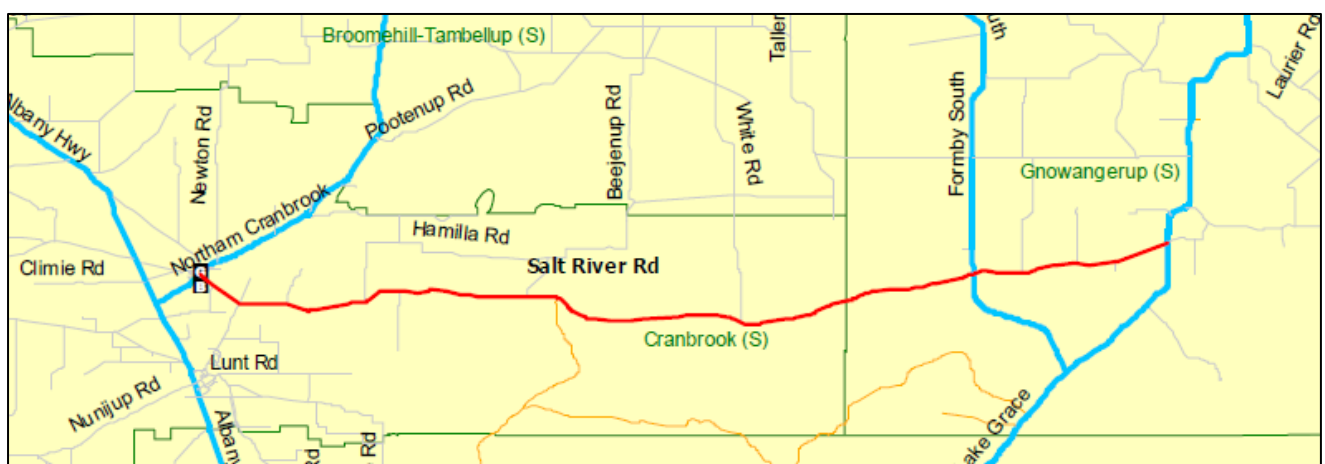 Broomehill-Tambellup (S)
Albany Hwy
Newton Rd
Pootenup Rd
Beejenup Rd
White Rd
Formby South
Gnowangerup (S)
Laurier Rd
Northam Cranbrook
Hamilla Rd
Climie Rd
Salt River Rd
Cranbrook (S)
Lunt Rd
Nunijup Rd
Rd